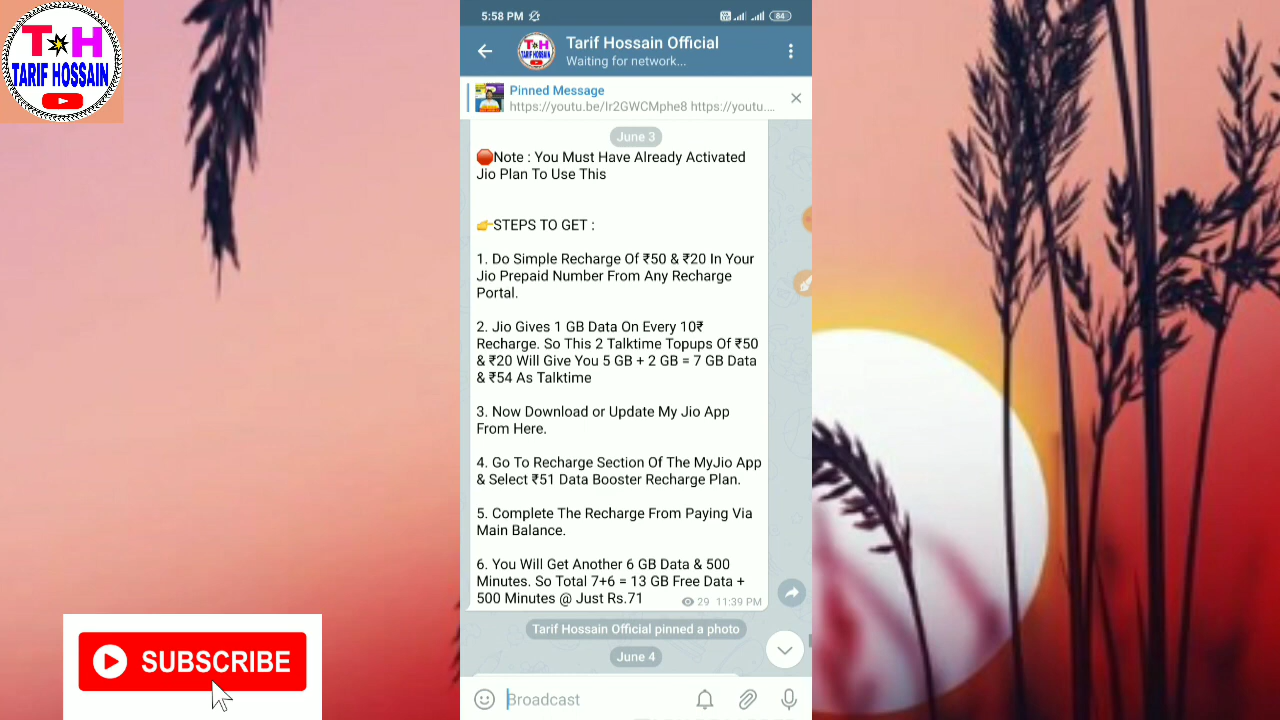 T H
TARIF HOSSAIN
5:58 PM
84
Tarif Hossain Official
Waiting for network...
Pinned Message
https://youtu.be/Ir2GWCMphe8 https://youtu....
June 3
🛑Note : You Must Have Already Activated
Jio Plan To Use This
👉STEPS TO GET :
1. Do Simple Recharge Of ₹50 & ₹20 In Your
Jio Prepaid Number From Any Recharge
Portal.
2. Jio Gives 1 GB Data On Every 10₹
Recharge. So This 2 Talktime Topups Of ₹50
& ₹20 Will Give You 5 GB + 2 GB = 7 GB Data
& ₹54 As Talktime
3. Now Download or Update My Jio App
From Here.
4. Go To Recharge Section Of The MyJio App
& Select ₹51 Data Booster Recharge Plan.
5. Complete The Recharge From Paying Via
Main Balance.
6. You Will Get Another 6 GB Data & 500
Minutes. So Total 7+6 = 13 GB Free Data +
500 Minutes @ Just Rs.71
29 11:39 PM
Tarif Hossain Official pinned a photo
June 4
Broadcast
SUBSCRIBE